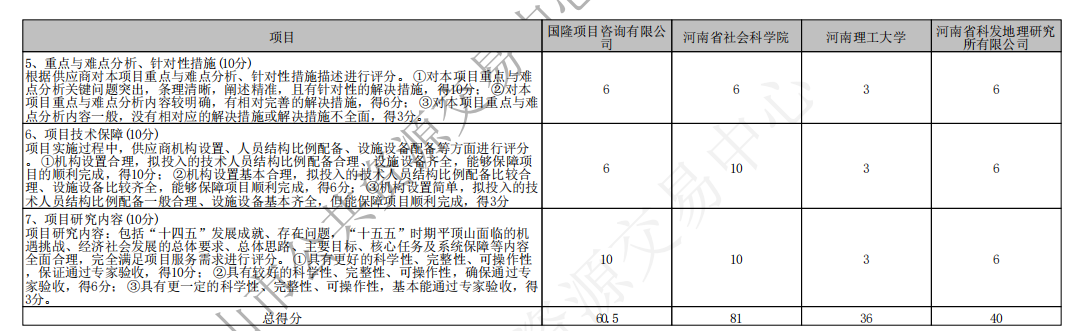 项目
国隆项目咨询有限公
司
河南省社会科学院
河南理工大学
河南省科发地理研究
所有限公司
5、重点与难点分析、针对性措施(10分)
根据供应商对本项目重点与难点分析、针对性措施描述进行评分。①对本项目重点与难
点分析关键问题突出，条理清晰，阐述精准，且有针对性的解决措施，得10分；②对本
项目重点与难点分析内容较明确，有相对完善的解决措施，得6分；③对本项目重点与难
点分析内容一般，没有相对应的解决措施或解决措施不全面，得3分。
6
6
3
6
6、项目技术保障(10分)
项目实施过程中，供应商机构设置、人员结构比例配备、设施设备配备等方面进行评分
。①机构设置合理，拟投入的技术人员结构比例配备合理、设施设备齐全，能够保障项
目的顺利完成，得10分；②机构设置基本合理，拟投入的技术人员结构比例配备比较合
理、设施设备比较齐全，能够保障项目顺利完成，得6分；③机构设置简单，拟投入的技
术人员结构比例配备一般合理、设施设备基本齐全，但能保障项目顺利完成，得3分
6
10
3
6
7、项目研究内容(10分)
项目研究内容：包括“十四五”发展成就、存在问题，“十五五”时期平顶山面临的机
遇挑战、经济社会发展的总体要求、总体思路、主要目标、核心任务及系统保障等内容
全面合理，完全满足项目服务需求进行评分。①具有更好的科学性、完整性、可操作性
，保证通过专家验收，得10分；②具有较好的科学性、完整性、可操作性，确保通过专
家验收，得6分；③具有更一定的科学性、完整性、可操作性，基本能通过专家验收，得
3分。
10
10
3
6
总得分
60.5
81
36
40
山市公共资源交易中心
资源交易中心